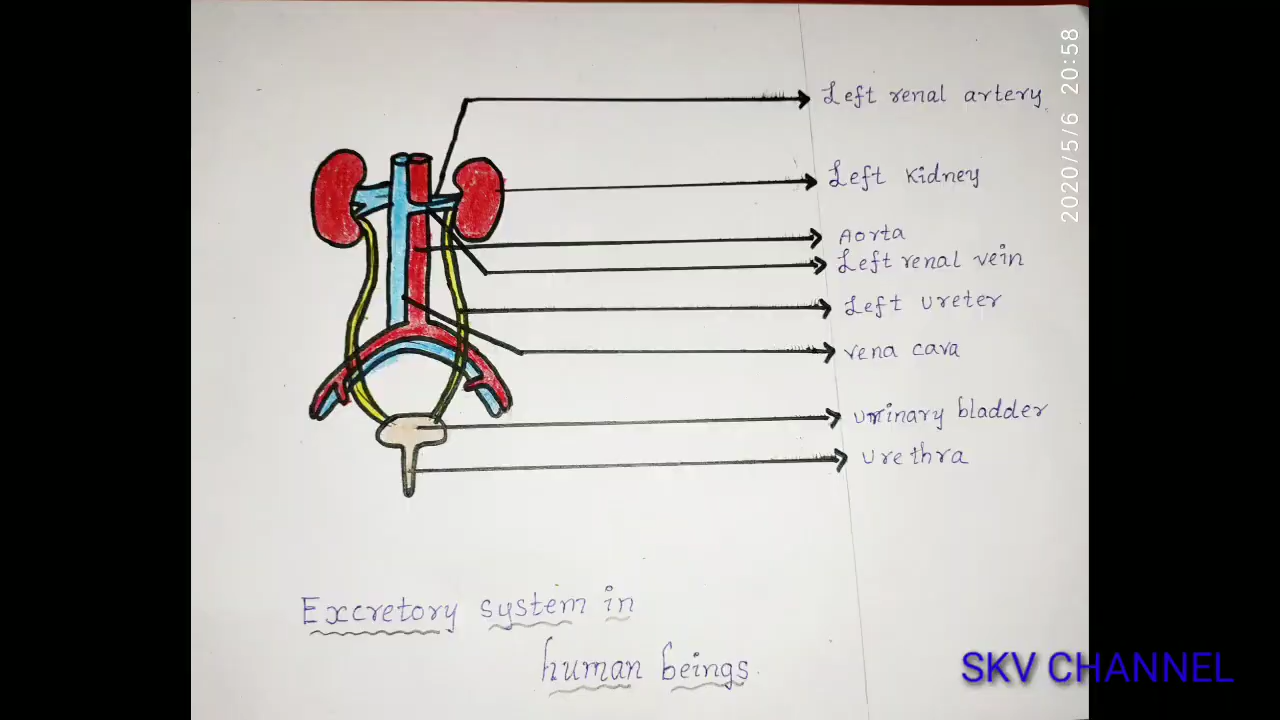 Left renal artery
Left Kidney
Aorta
Left renal vein
Left ureter
vena cava
urinary bladder
urethra
Excretory system in
human beings.
2020/5/6 20:58
SKV CHANNEL